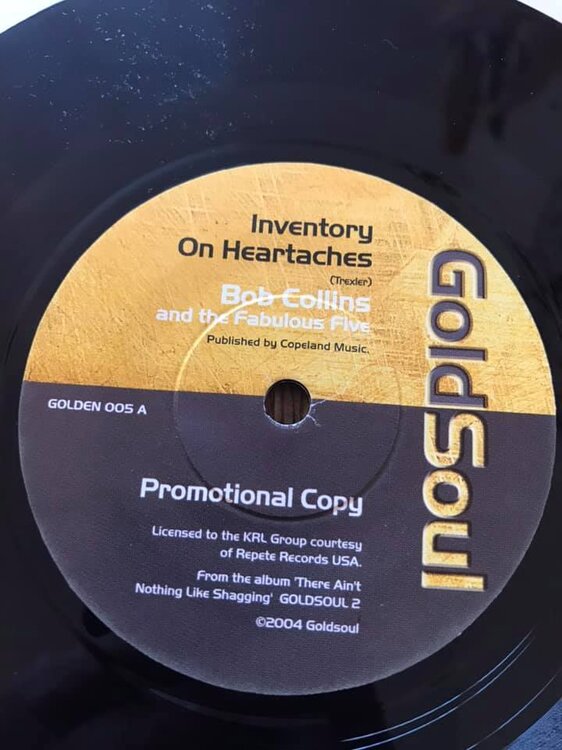 Inventory
On Heartaches
(Trexler)
Bob Collins
and the Fabulous Five
Published by Copeland Music.
GoldSoul
GOLDEN 005 A
Promotional Copy
Licensed to the KRL Group courtesy
of Repete Records USA.
From the album 'There Ain't
Nothing Like Shagging' GOLDSOUL 2
©2004 Goldsoul